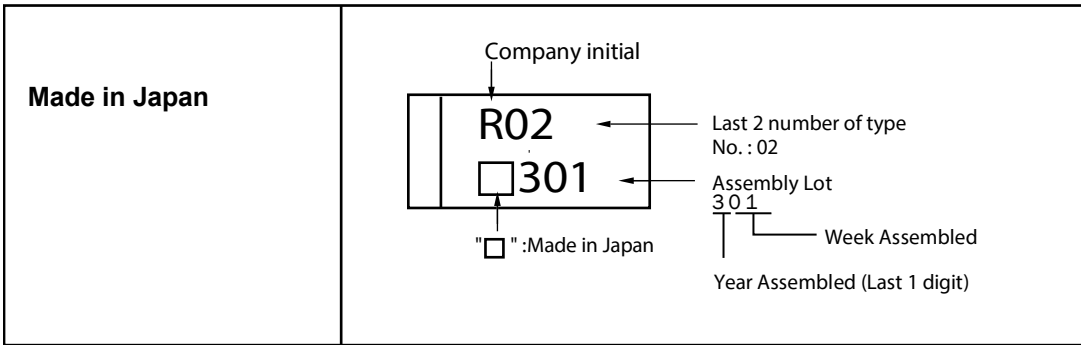 Made in Japan
Company initial
R02
□301
Last 2 number of type
No. : 02
Assembly Lot
301
Week Assembled
Year Assembled (Last 1 digit)
"□" :Made in Japan